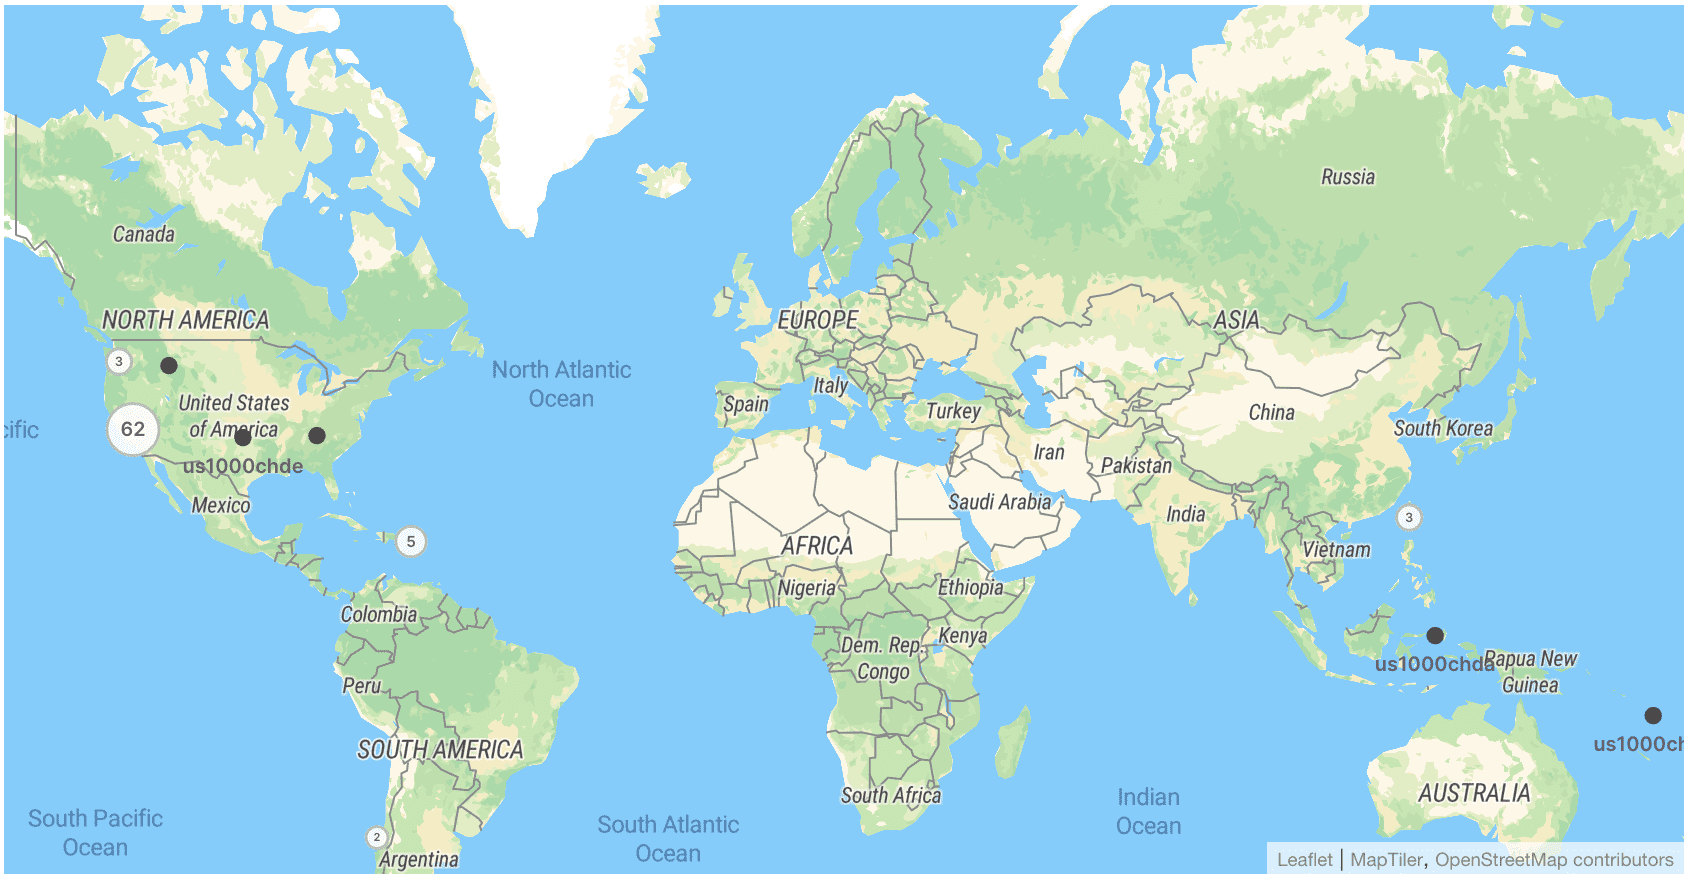 Russia
Canada
NORTH AMERICA
EUROPE
ASIA
3
North Atlantic
Ocean
Italy
United States
of America
Spain
Turkey
China
62
cific
South Korea
Iran
us1000chde
Pakistan
Mexico
Saudi Arabia
India
3
5
AFRICA
Vietnam
Nigeria
Ethiopia
Colombia
Kenya
Dem. Rep.
Congo
us1000chda
Papua New
Guinea
Peru
us1000ch
SOUTH AMERICA
South Africa
AUSTRALIA
Indian
Ocean
South Pacific
Ocean
South Atlantic
Ocean
2
Argentina
Leaflet | MapTiler, OpenStreetMap contributors